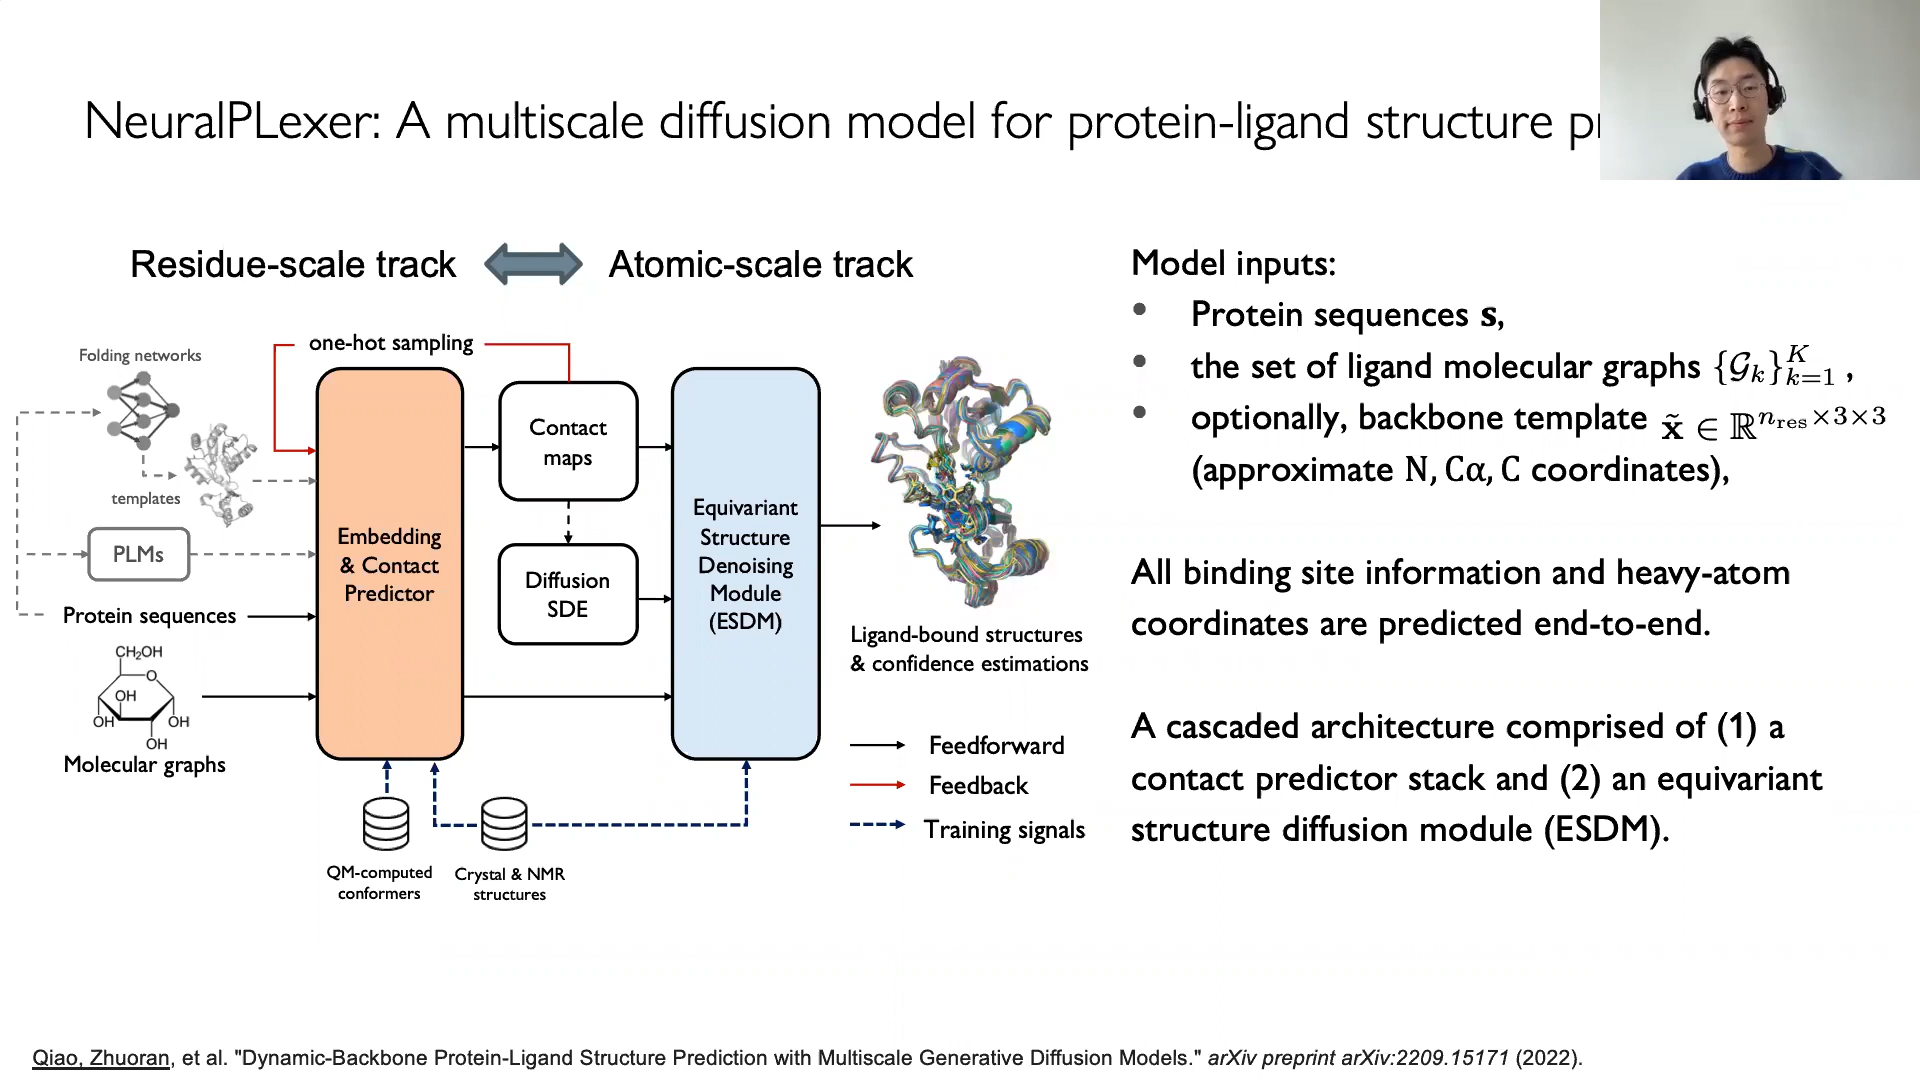 NeuralPLexer: A multiscale diffusion model for protein-ligand structure
Residue-scale track
Atomic-scale track
one-hot sampling
Folding networks
templates
PLMs
Protein sequences
CH₂OH
O
OH
OH
OH
OH
Molecular graphs
Embedding
& Contact
Predictor
Contact
maps
Diffusion
SDE
Equivariant
Structure
Denoising
Module
(ESDM)
Ligand-bound structures
& confidence estimations
Feedforward
Feedback
Training signals
QM-computed
conformers
Crystal & NMR
structures
Model inputs:
• Protein sequences s,
• the set of ligand molecular graphs {𝒢ₖ}ᴷₖ₌₁ ,
• optionally, backbone template x̃ ∈ ℝ^{n_res×3×3}
(approximate N, Cα, C coordinates),
All binding site information and heavy-atom
coordinates are predicted end-to-end.
A cascaded architecture comprised of (1) a
contact predictor stack and (2) an equivariant
structure diffusion module (ESDM).
Qiao, Zhuoran, et al. "Dynamic-Backbone Protein-Ligand Structure Prediction with Multiscale Generative Diffusion Models." arXiv preprint arXiv:2209.15171 (2022).